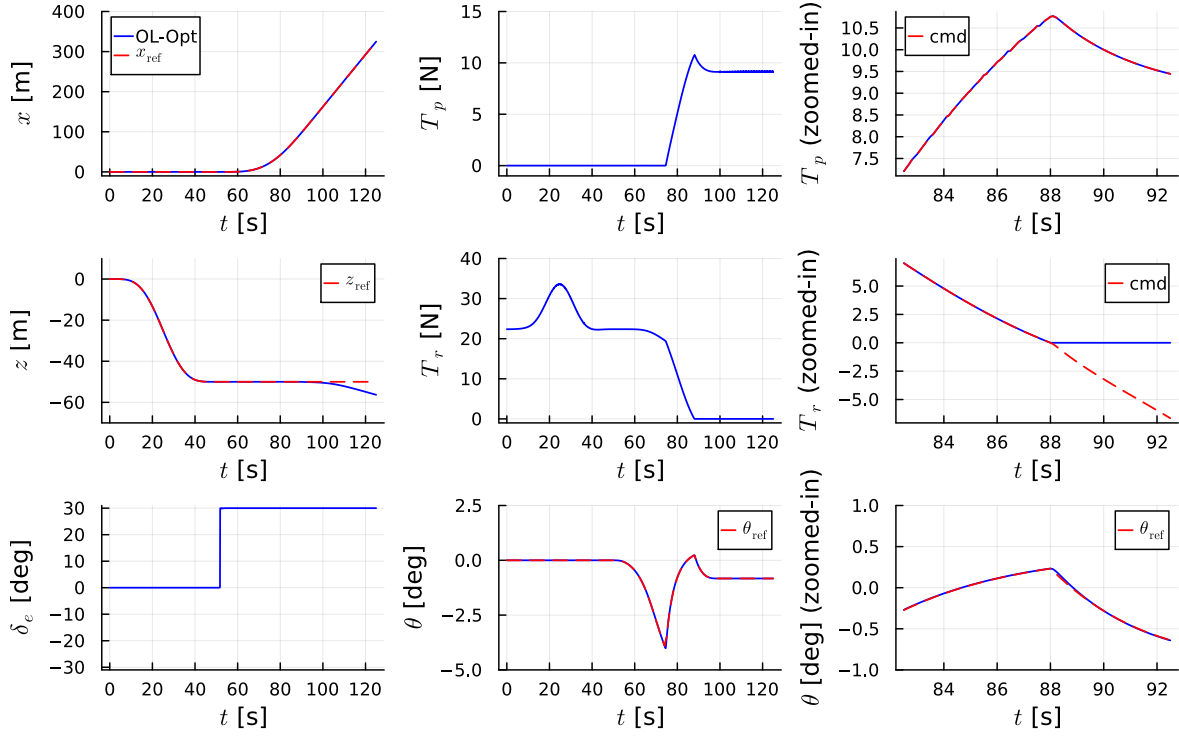 x [m]
400
300
200
100
0
OL-Opt
x_ref
0 20 40 60 80 100 120
t [s]
T_p [N]
15
10
5
0
0 20 40 60 80 100 120
t [s]
T_p (zoomed-in)
10.5
10.0
9.5
9.0
8.5
8.0
7.5
cmd
84 86 88 90 92
t [s]
z [m]
0
−20
−40
−60
z_ref
0 20 40 60 80 100 120
t [s]
T_r [N]
40
30
20
10
0
0 20 40 60 80 100 120
t [s]
T_r (zoomed-in)
5.0
2.5
0.0
−2.5
−5.0
cmd
84 86 88 90 92
t [s]
δ_e [deg]
30
20
10
0
−10
−20
−30
0 20 40 60 80 100 120
t [s]
θ [deg]
2.5
0.0
−2.5
−5.0
θ_ref
0 20 40 60 80 100 120
t [s]
θ [deg] (zoomed-in)
1.0
0.5
0.0
−0.5
−1.0
θ_ref
84 86 88 90 92
t [s]